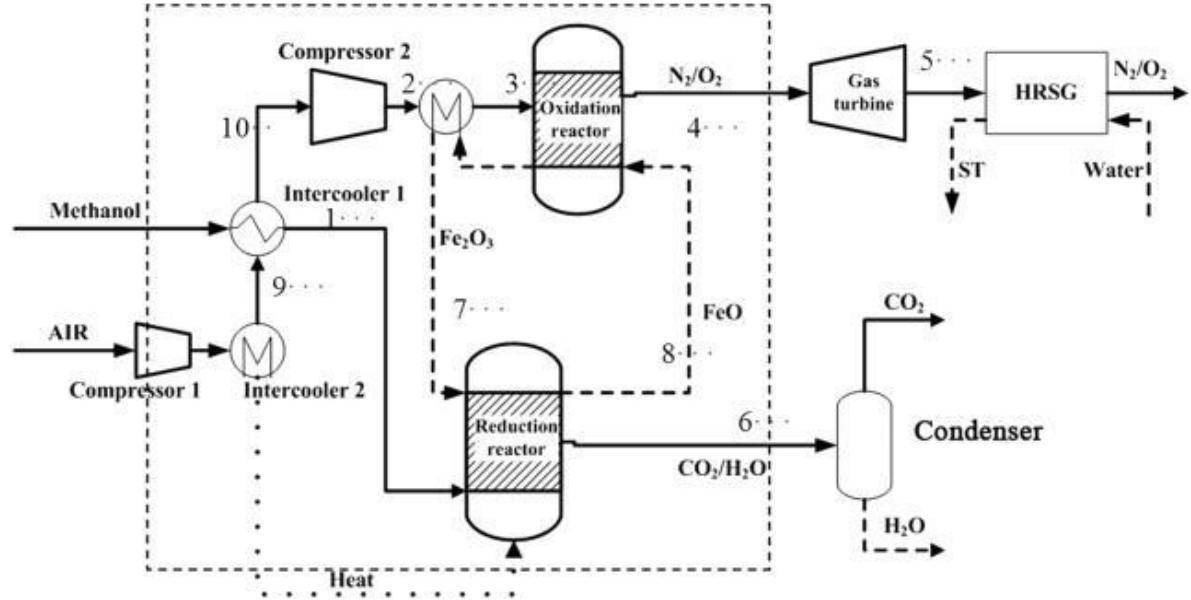 Compressor 2
2····
3····
N₂/O₂
Gas
turbine
5····
HRSG
N₂/O₂
10···
Oxidation
reactor
4····
ST
Water
Methanol
Intercooler 1
1····
Fe₂O₃
9····
7····
FeO
CO₂
AIR
8····
Compressor 1
Intercooler 2
Reduction
reactor
6····
CO₂/H₂O
Condenser
H₂O
Heat